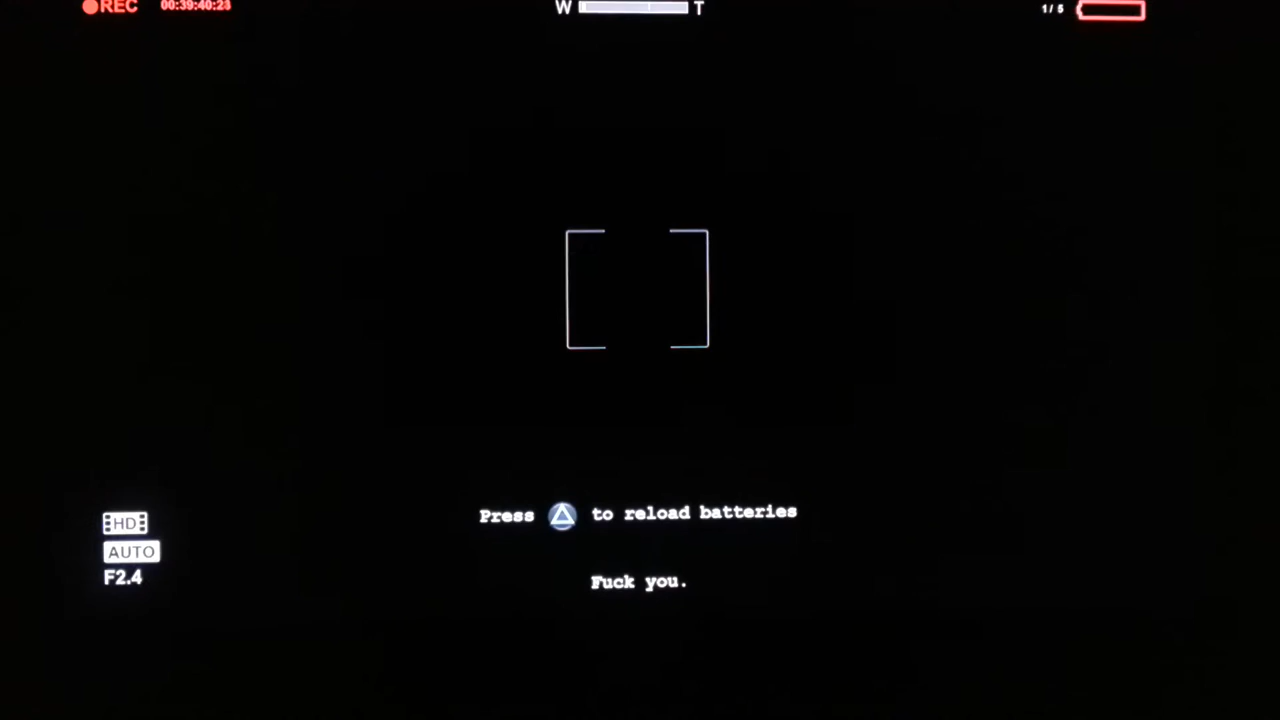 REC 00:39:40:23 W T 1/5
Press to reload batteries
HD
AUTO
F2.4
Fuck you.